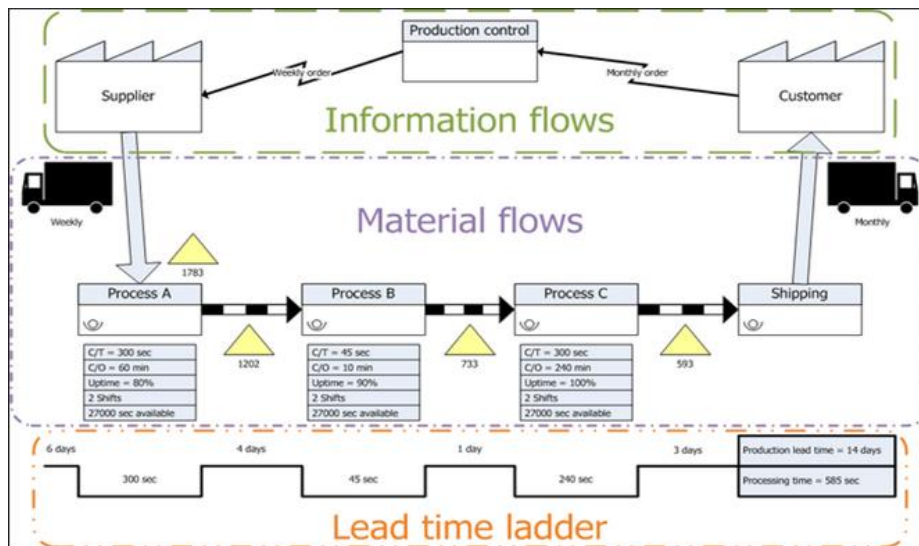 Production control
Supplier
Weekly order
Monthly order
Customer
Information flows
Weekly
Material flows
Monthly
1783
Process A
Process B
Process C
Shipping
1202
733
593
C/T = 300 sec
C/O = 60 min
Uptime = 80%
2 Shifts
27000 sec available
C/T = 45 sec
C/O = 10 min
Uptime = 90%
2 Shifts
27000 sec available
C/T = 300 sec
C/O = 240 min
Uptime = 100%
2 Shifts
27000 sec available
6 days
4 days
1 day
3 days
Production lead time = 14 days
300 sec
45 sec
240 sec
Processing time = 585 sec
Lead time ladder